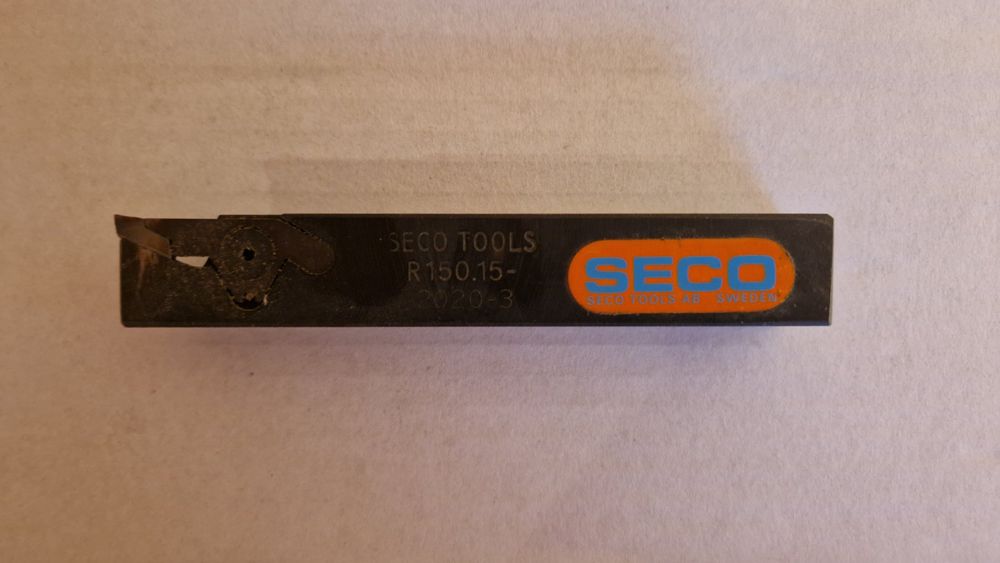 SECO TOOLS
R150.15-
2020-3
SECO
SECO TOOLS AB SWEDEN